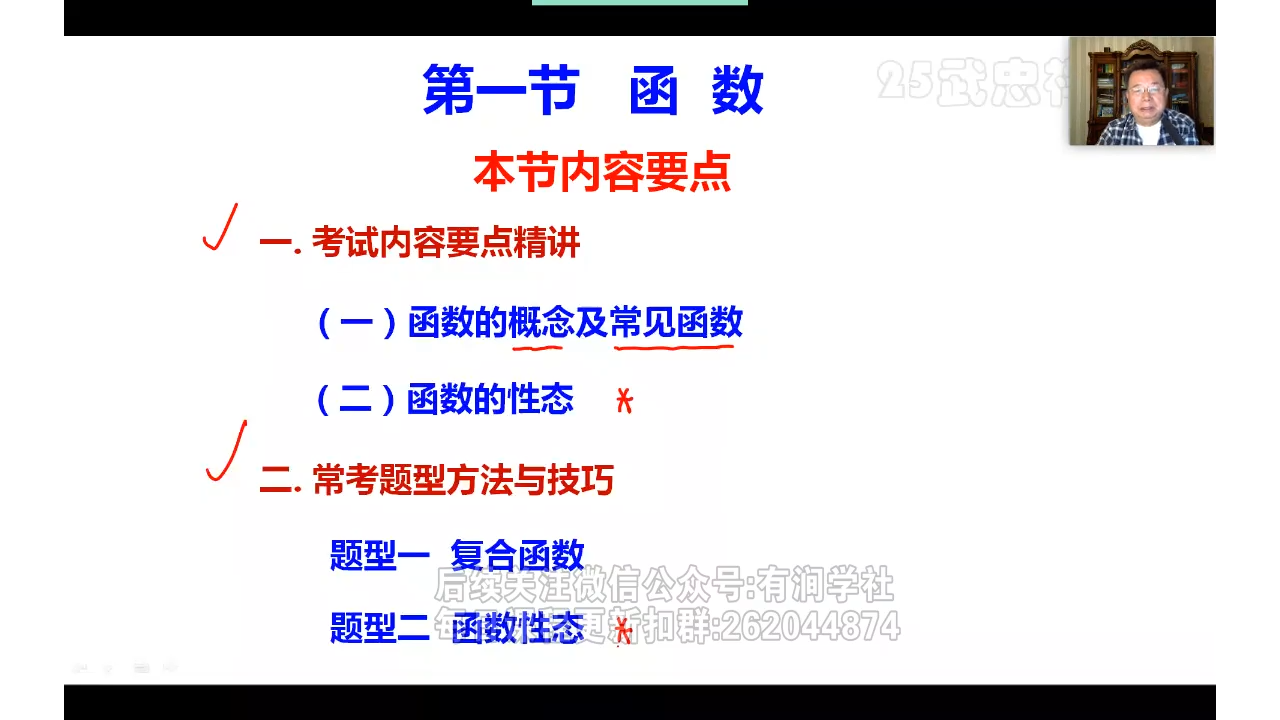 第一节 函 数
25武忠祥
本节内容要点
一. 考试内容要点精讲
（一）函数的概念及常见函数
（二）函数的性态 *
二. 常考题型方法与技巧
题型一 复合函数
后续关注微信公众号:有润学社
题型二 函数性态 *
更新扣群:262044874